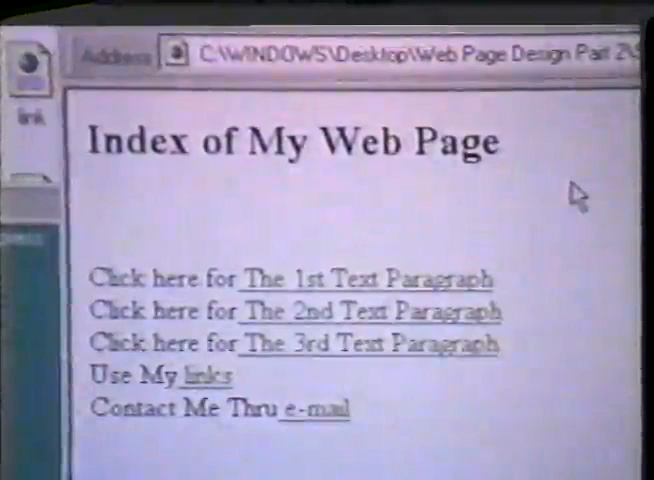 Address C:\WINDOWS\Desktop\Web Page Design Part 2\
link
Index of My Web Page
Click here for The 1st Text Paragraph
Click here for The 2nd Text Paragraph
Click here for The 3rd Text Paragraph
Use My links
Contact Me Thru e-mail